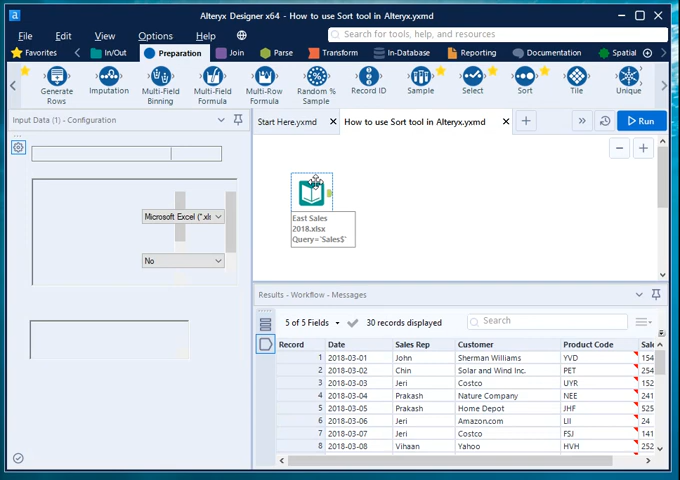 Alteryx Designer x64 - How to use Sort tool in Alteryx.yxmd
File Edit View Options Help Search for tools, help, and resources
Favorites In/Out Preparation Join Parse Transform In-Database Reporting Documentation Spatial
Generate Rows Imputation Multi-Field Binning Multi-Field Formula Multi-Row Formula Random % Sample Record ID Sample Select Sort Tile Unique
Input Data (1) - Configuration
Start Here.yxmd How to use Sort tool in Alteryx.yxmd Run
Microsoft Excel (*.xls
No
East Sales
2018.xlsx
Query=`Sales$`
Results - Workflow - Messages
5 of 5 Fields 30 records displayed Search
Record Date Sales Rep Customer Product Code Sale
1 2018-03-01 John Sherman Williams YVD 154
2 2018-03-02 Chin Solar and Wind Inc. PET 254
3 2018-03-03 Jeri Costco UYR 152
4 2018-03-04 Prakash Nature Company NEE 241
5 2018-03-05 Prakash Home Depot JHF 525
6 2018-03-06 Jeri Amazon.com LII 24
7 2018-03-07 Jeri Costco FSJ 141
8 2018-03-08 Vihaan Yahoo HVH 252